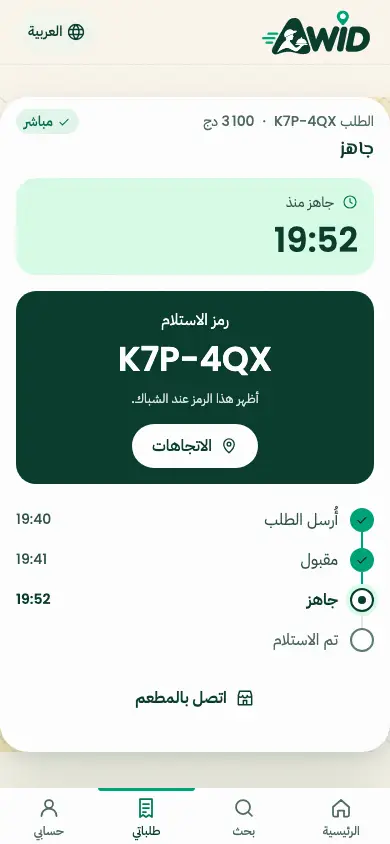 AWID
العربية
الطلب K7P-4QX · 3100 دج
مباشر
جاهز
جاهز منذ
19:52
رمز الاستلام
K7P-4QX
أظهر هذا الرمز عند الشباك.
الاتجاهات
أُرسل الطلب 19:40
مقبول 19:41
جاهز 19:52
تم الاستلام
اتصل بالمطعم
الرئيسية
بحث
طلباتي
حسابي